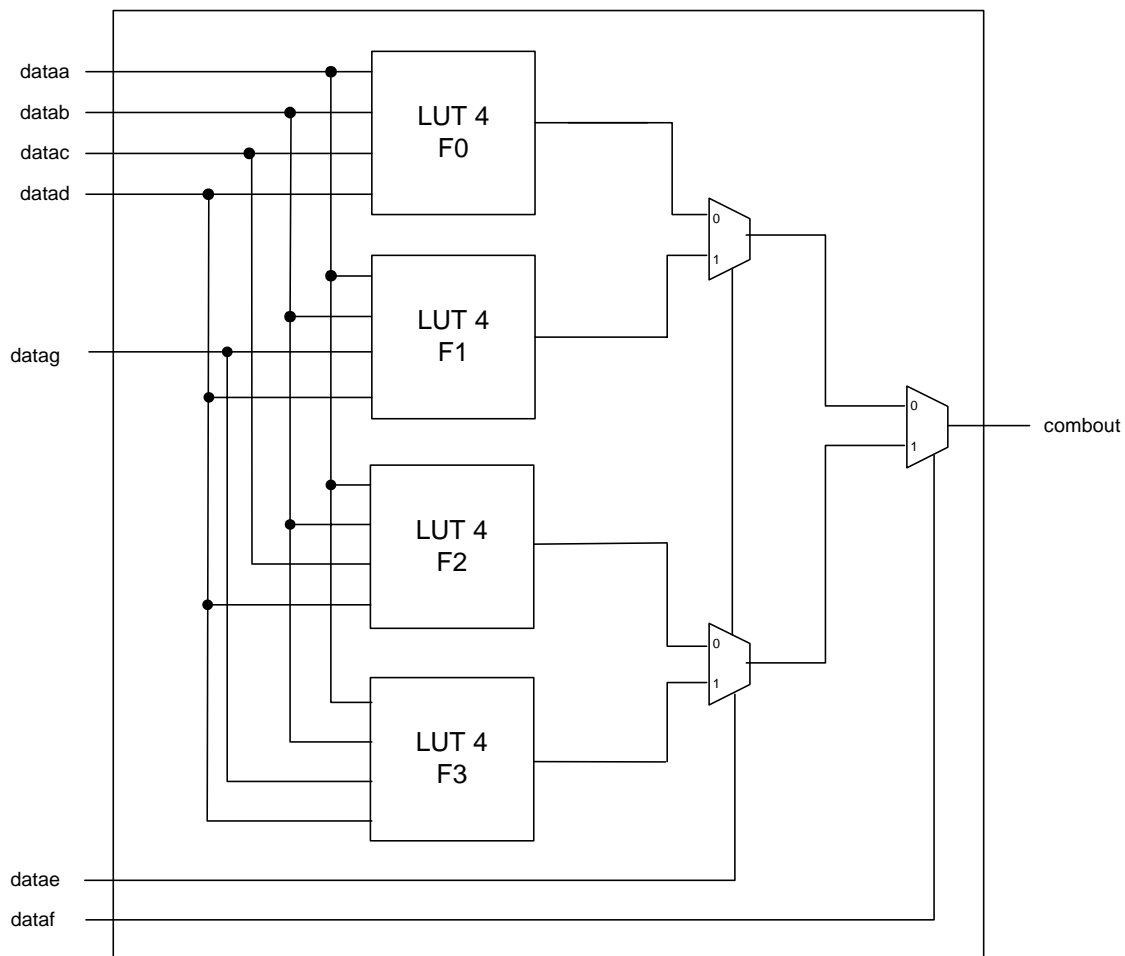 dataa
datab
datac
datad
LUT 4
F0
0
1
LUT 4
F1
datag
0
1
combout
LUT 4
F2
0
1
LUT 4
F3
datae
dataf